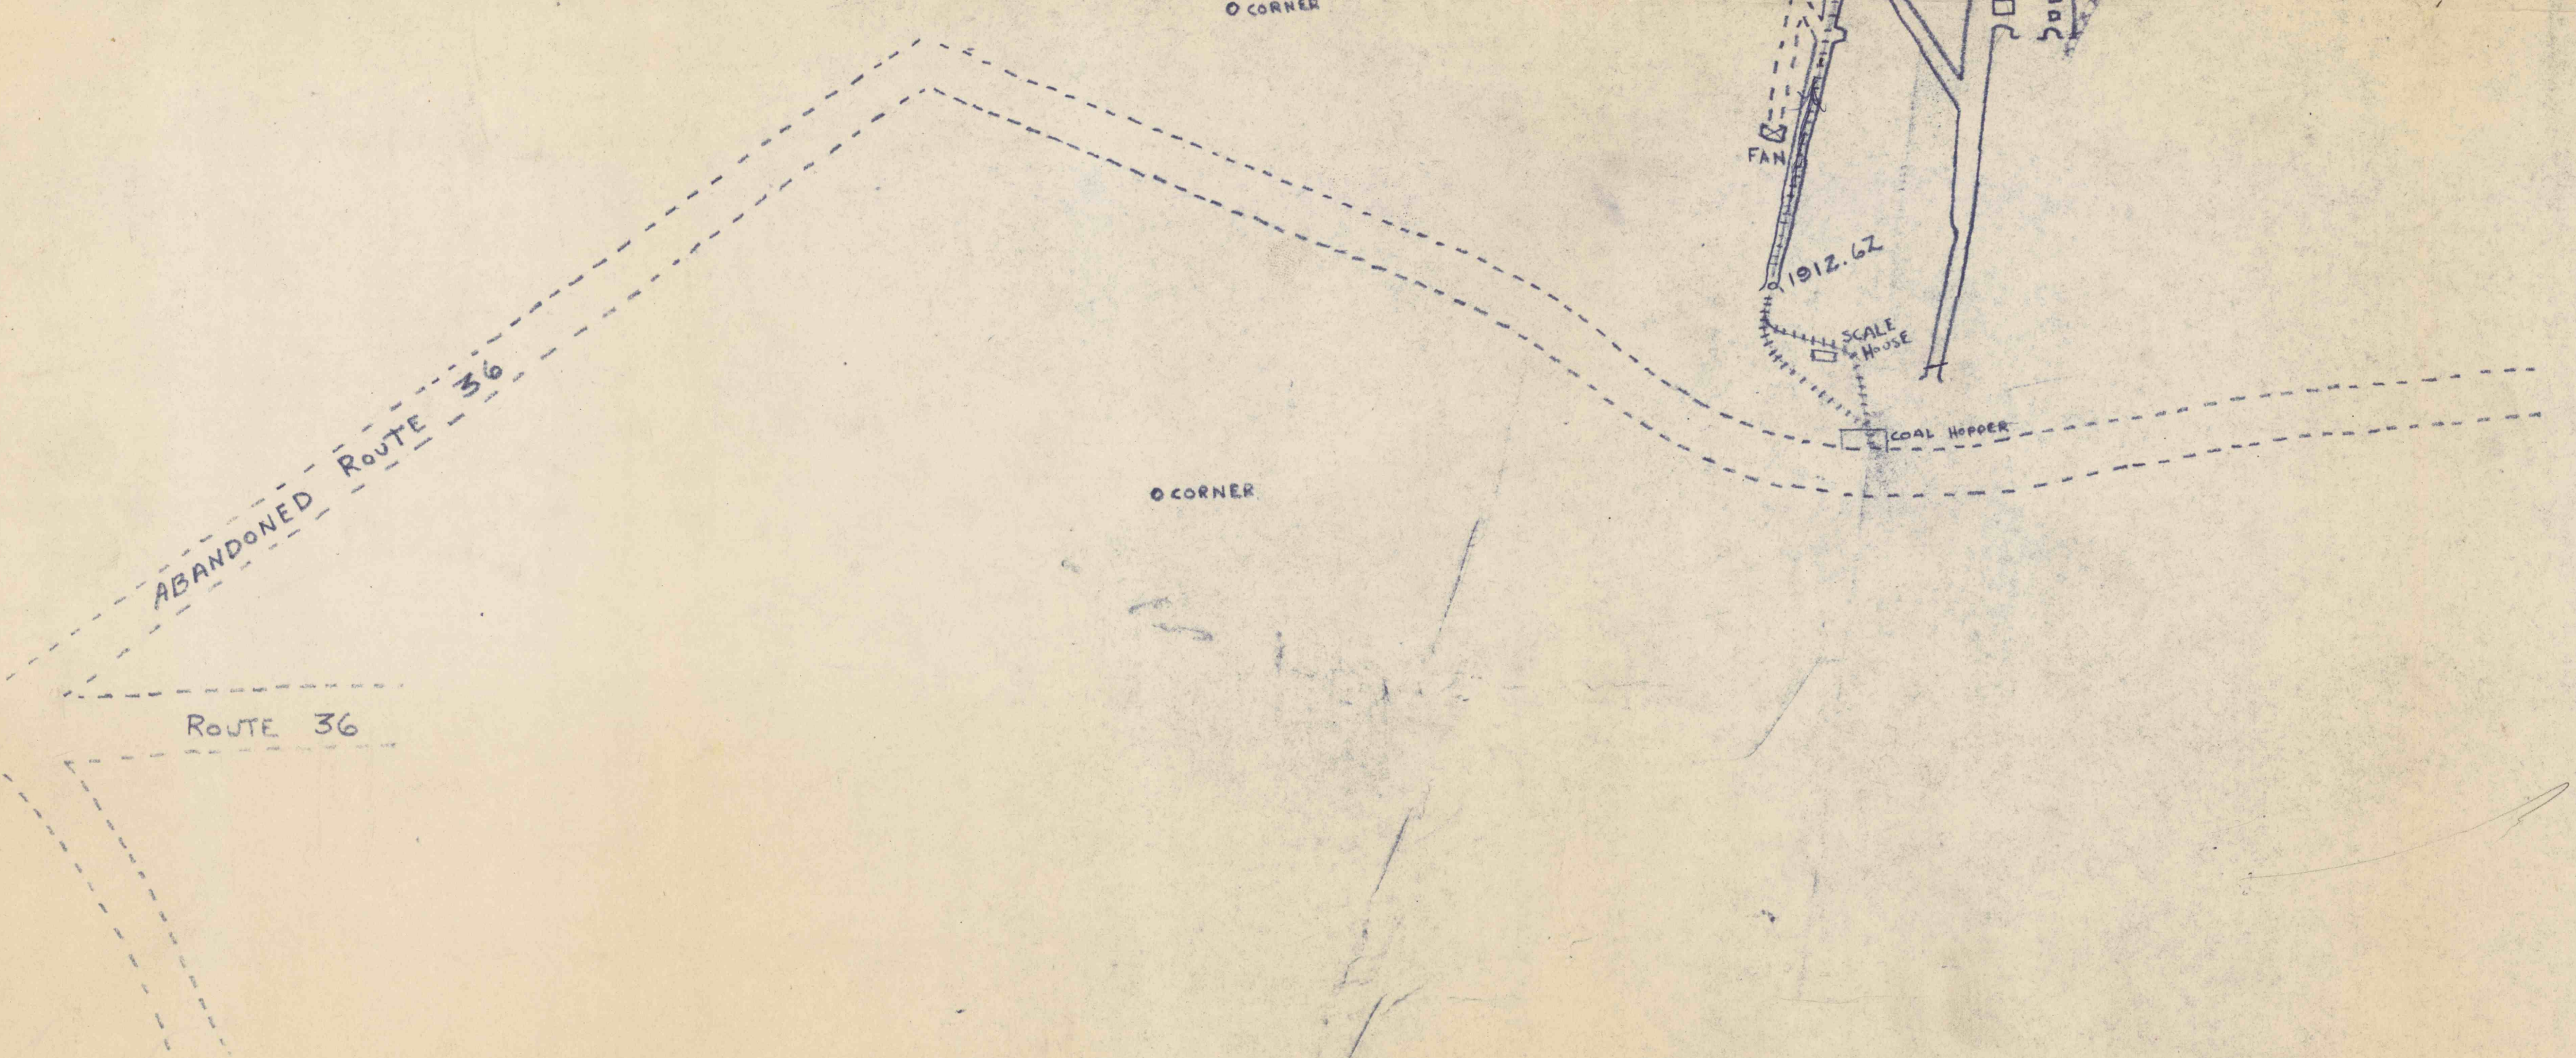 CORNER
FAN
1912.62
SCALE
HOUSE
COAL HOPPER
ABANDONED ROUTE 36
CORNER
ROUTE 36